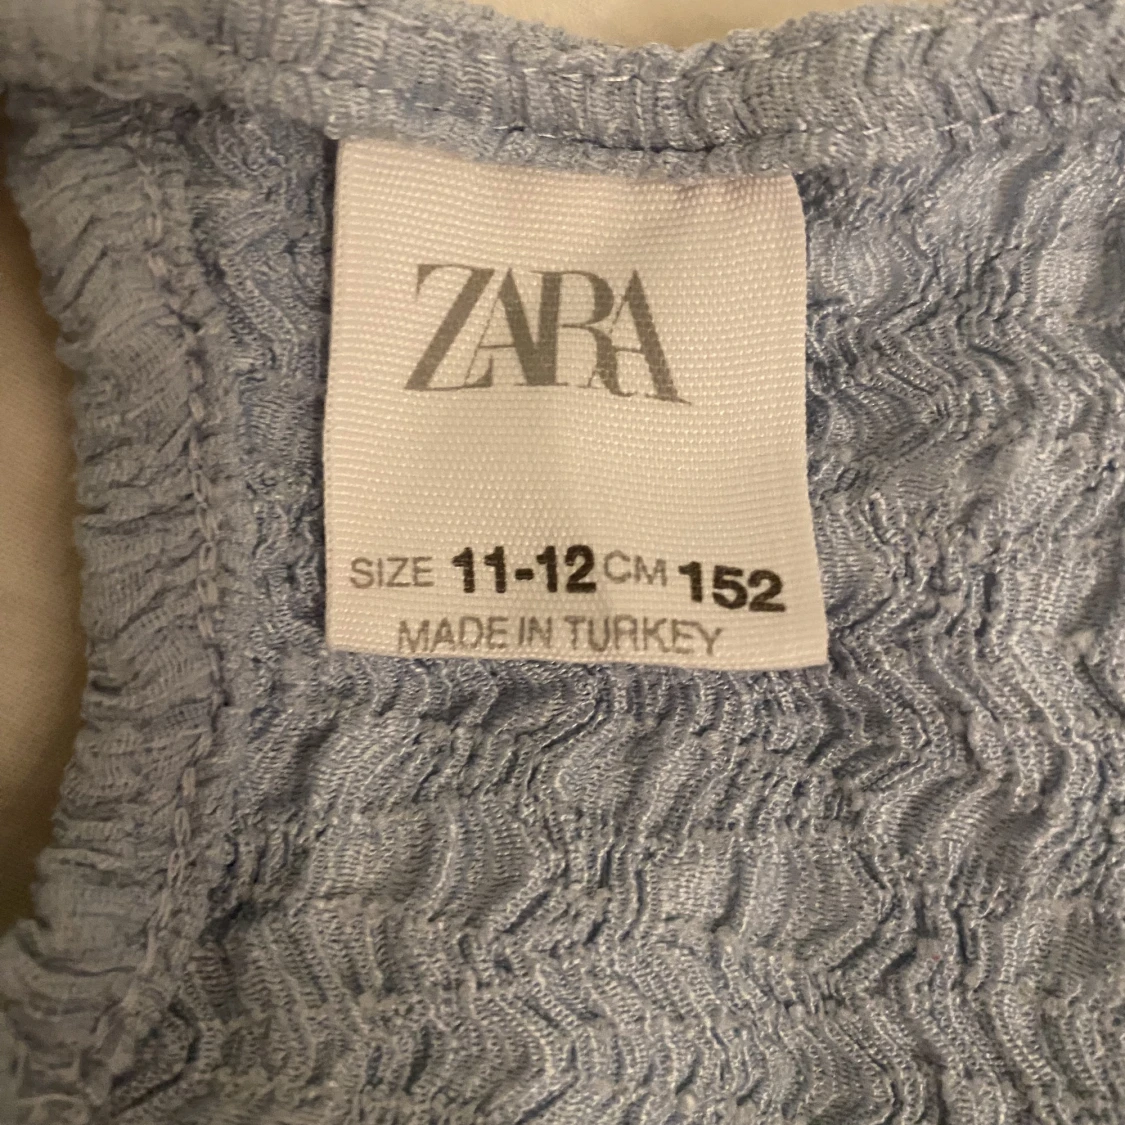 ZARA
SIZE 11-12 CM 152
MADE IN TURKEY